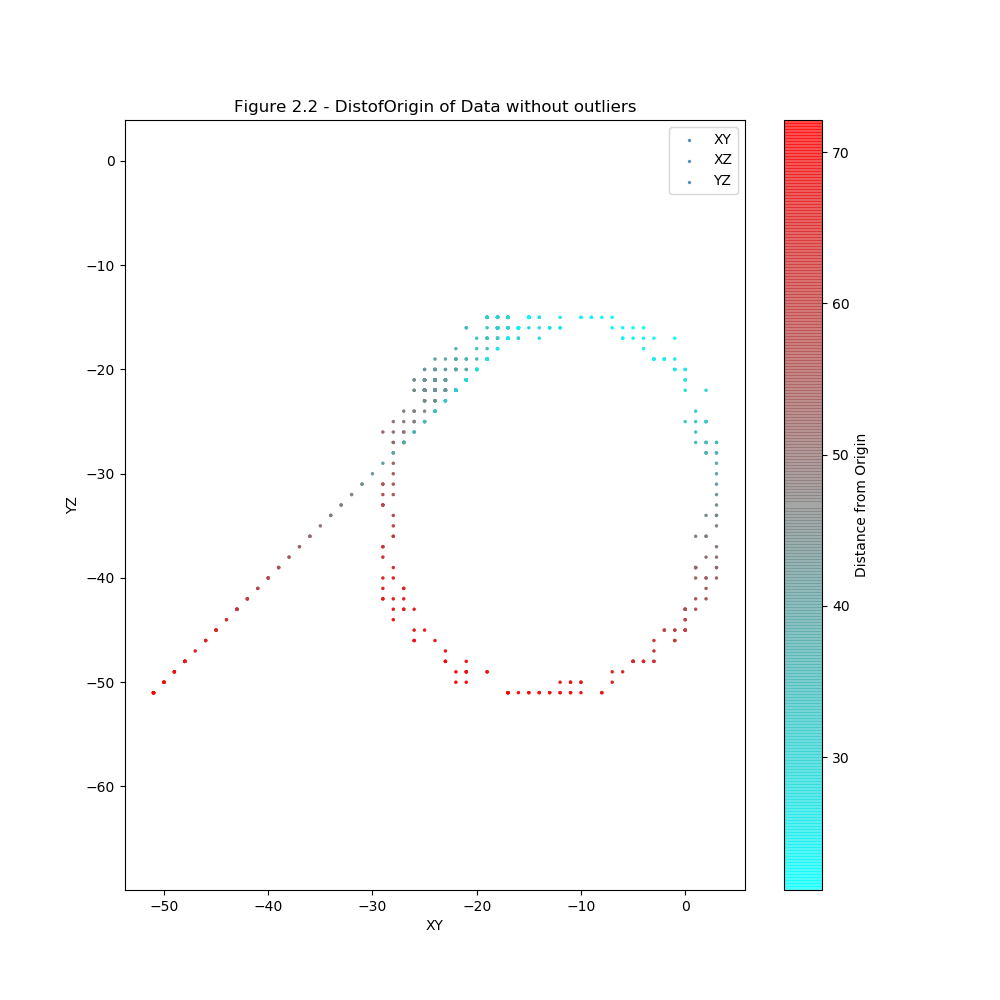 Figure 2.2 - DistofOrigin of Data without outliers
XY
XZ
YZ
0
−10
−20
−30
−40
−50
−60
YZ
−50
−40
−30
−20
−10
0
XY
70
60
50
40
30
Distance from Origin